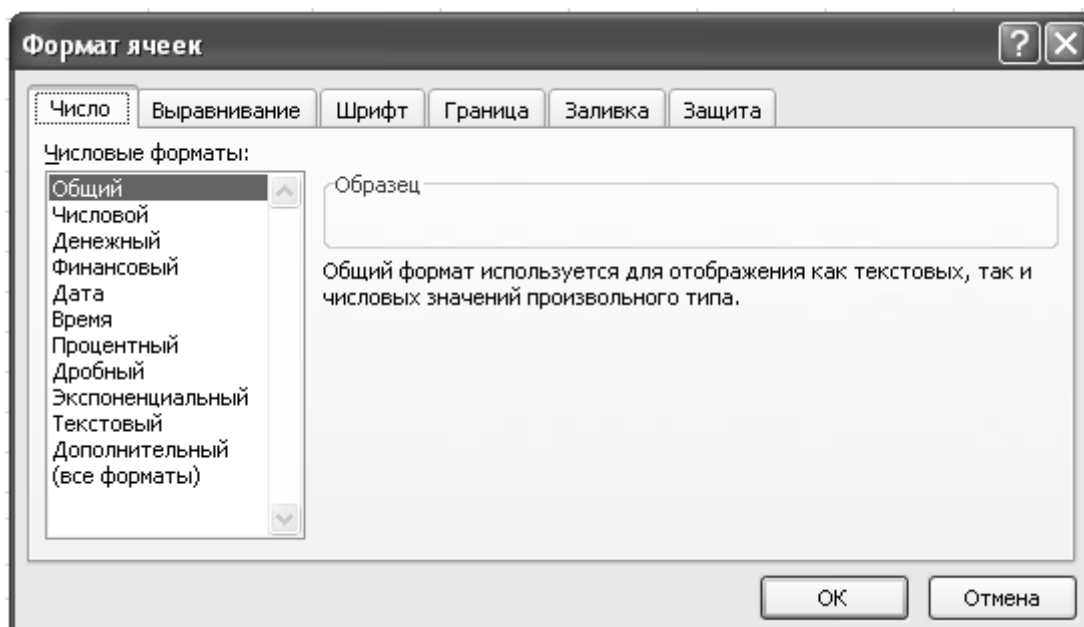 Формат ячеек
Число Выравнивание Шрифт Граница Заливка Защита
Числовые форматы:
Общий
Числовой
Денежный
Финансовый
Дата
Время
Процентный
Дробный
Экспоненциальный
Текстовый
Дополнительный
(все форматы)
Образец
Общий формат используется для отображения как текстовых, так и
числовых значений произвольного типа.
ОК Отмена